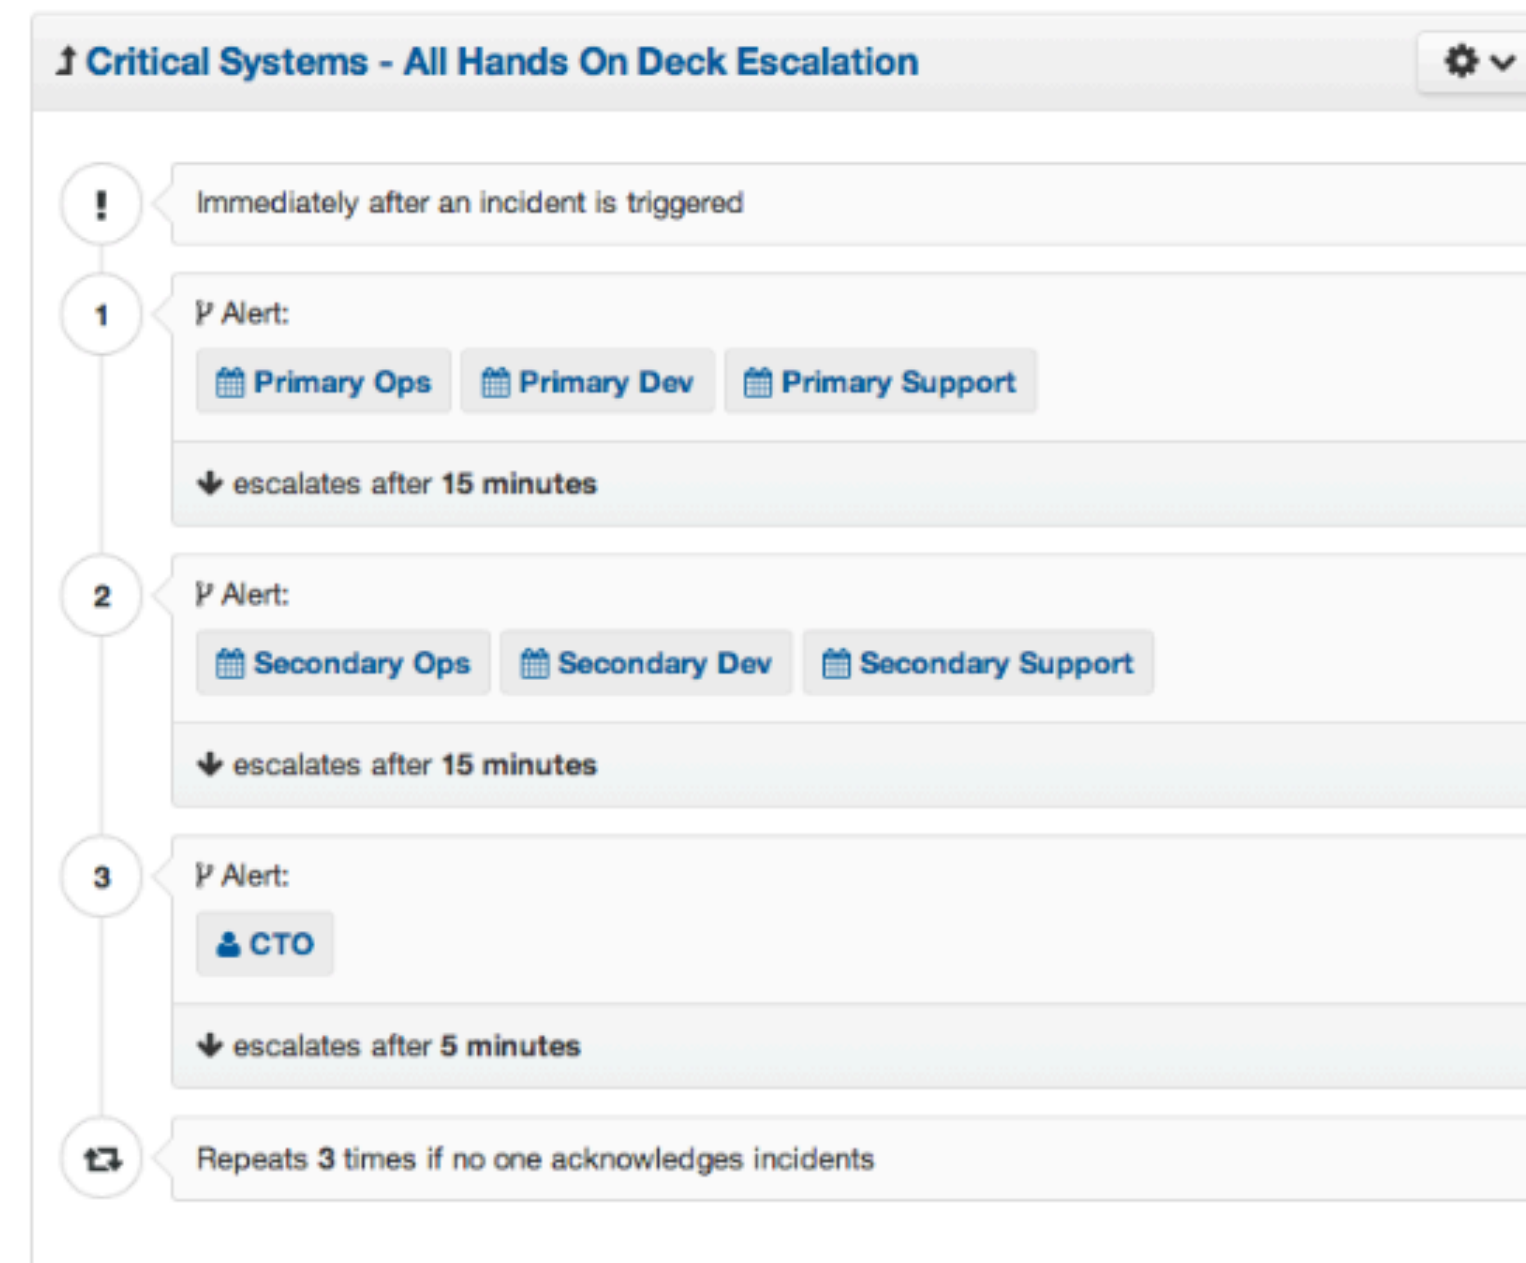 Critical Systems - All Hands On Deck Escalation
! Immediately after an incident is triggered
1 Alert:
Primary Ops Primary Dev Primary Support
escalates after 15 minutes
2 Alert:
Secondary Ops Secondary Dev Secondary Support
escalates after 15 minutes
3 Alert:
CTO
escalates after 5 minutes
Repeats 3 times if no one acknowledges incidents